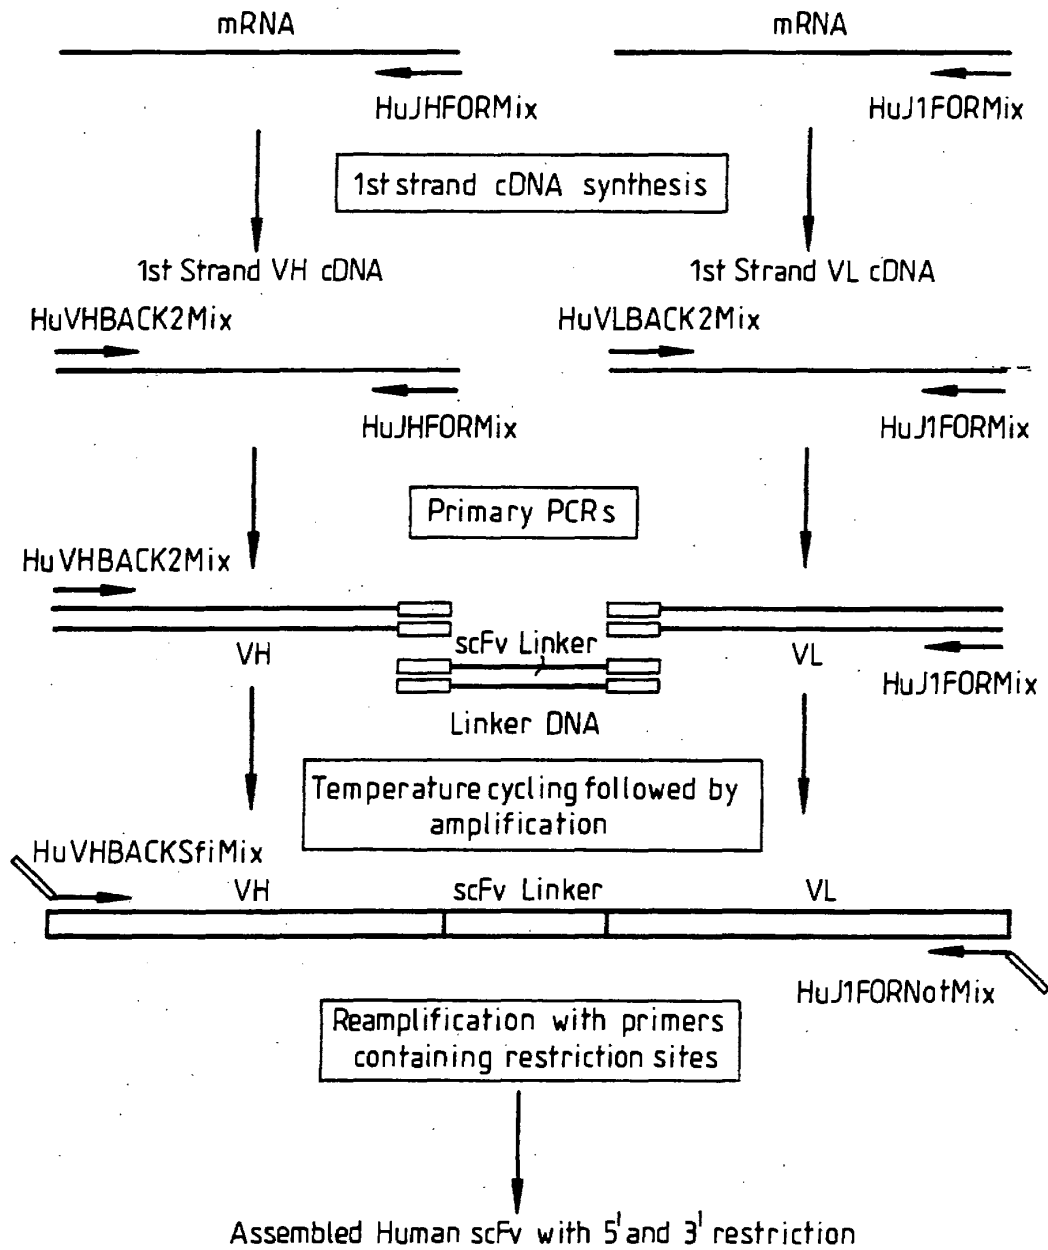 mRNA
mRNA
HuJHFORMix
HuJ1FORMix
1st strand cDNA synthesis
1st Strand VH cDNA
1st Strand VL cDNA
HuVHBACK2Mix
HuVLBACK2Mix
HuJHFORMix
HuJ1FORMix
Primary PCRs
HuVHBACK2Mix
VH
scFv Linker
VL
HuJ1FORMix
Linker DNA
Temperature cycling followed by
amplification
HuVHBACKSfiMix
VH
scFv Linker
VL
HuJ1FORNotMix
Reamplification with primers
containing restriction sites
Assembled Human scFv with 5' and 3' restriction